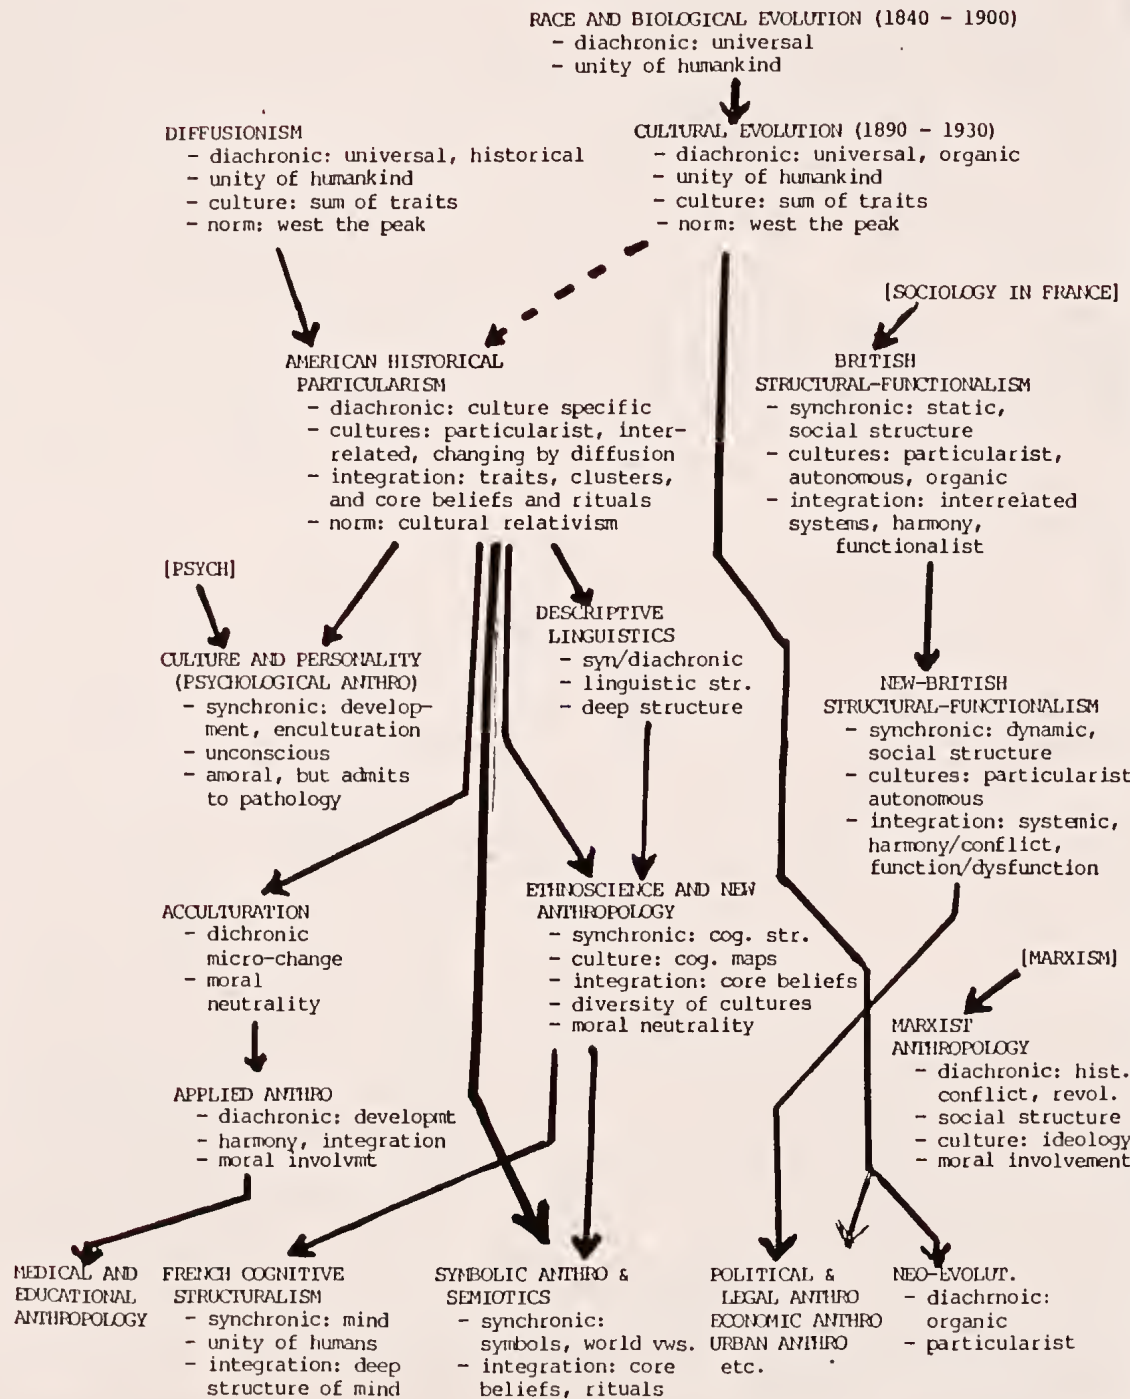 RACE AND BIOLOGICAL EVOLUTION (1840 - 1900)
- diachronic: universal
- unity of humankind
DIFFUSIONISM
- diachronic: universal, historical
- unity of humankind
- culture: sum of traits
- norm: west the peak
CULTURAL EVOLUTION (1890 - 1930)
- diachronic: universal, organic
- unity of humankind
- culture: sum of traits
- norm: west the peak
[SOCIOLOGY IN FRANCE]
AMERICAN HISTORICAL
PARTICULARISM
- diachronic: culture specific
- cultures: particularist, inter-
related, changing by diffusion
- integration: traits, clusters,
and core beliefs and rituals
- norm: cultural relativism
BRITISH
STRUCTURAL-FUNCTIONALISM
- synchronic: static,
social structure
- cultures: particularist,
autonomous, organic
- integration: interrelated
systems, harmony,
functionalist
[PSYCH]
CULTURE AND PERSONALITY
(PSYCHOLOGICAL ANTHRO)
- synchronic: develop-
ment, enculturation
- unconscious
- amoral, but admits
to pathology
DESCRIPTIVE
LINGUISTICS
- syn/diachronic
- linguistic str.
- deep structure
NEW-BRITISH
STRUCTURAL-FUNCTIONALISM
- synchronic: dynamic,
social structure
- cultures: particularist
autonomous
- integration: systemic,
harmony/conflict,
function/dysfunction
ACCULTURATION
- dichronic
micro-change
- moral
neutrality
ETHNOSCIENCE AND NEW
ANTHROPOLOGY
- synchronic: cog. str.
- culture: cog. maps
- integration: core beliefs
- diversity of cultures
- moral neutrality
[MARXISM]
MARXIST
ANTHROPOLOGY
- diachronic: hist.
conflict, revol.
- social structure
- culture: ideology
- moral involvement
APPLIED ANTHRO
- diachronic: developmt
- harmony, integration
- moral involvmt
MEDICAL AND
EDUCATIONAL
ANTHROPOLOGY
FRENCH COGNITIVE
STRUCTURALISM
- synchronic: mind
- unity of humans
- integration: deep
structure of mind
SYMBOLIC ANTHRO &
SEMIOTICS
- synchronic:
symbols, world vws.
- integration: core
beliefs, rituals
POLITICAL &
LEGAL ANTHRO
ECONOMIC ANTHRO
URBAN ANTHRO
etc.
NEO-EVOLUT.
- diachrnoic:
organic
- particularist